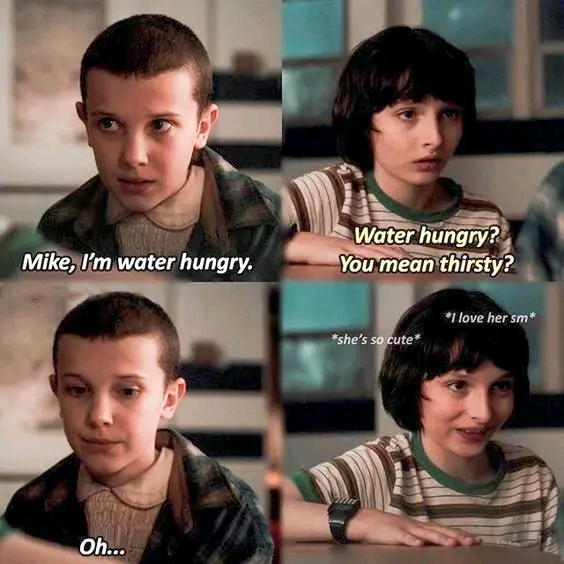 Mike, I'm water hungry.
Water hungry?
You mean thirsty?
Oh...
*I love her sm*
*she's so cute*